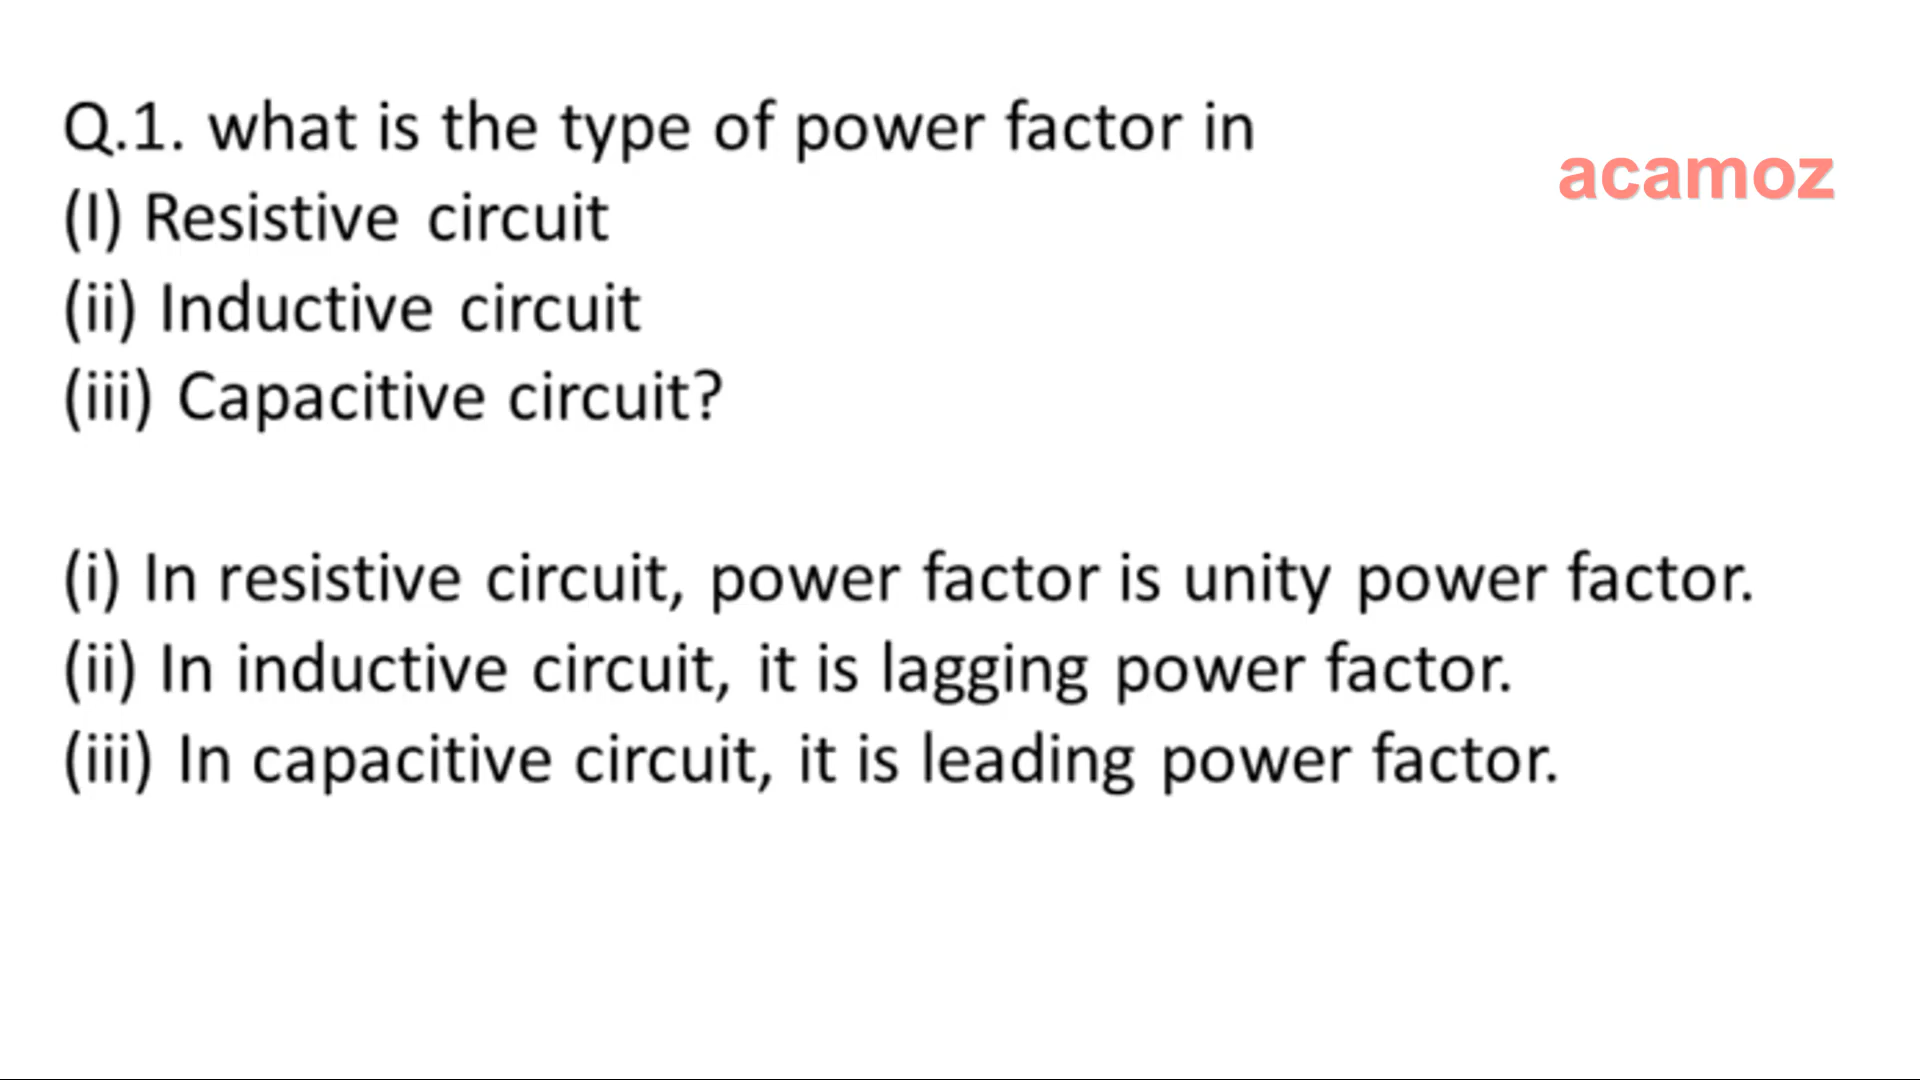 Q.1. what is the type of power factor in
acamoz
(I) Resistive circuit
(ii) Inductive circuit
(iii) Capacitive circuit?
(i) In resistive circuit, power factor is unity power factor.
(ii) In inductive circuit, it is lagging power factor.
(iii) In capacitive circuit, it is leading power factor.